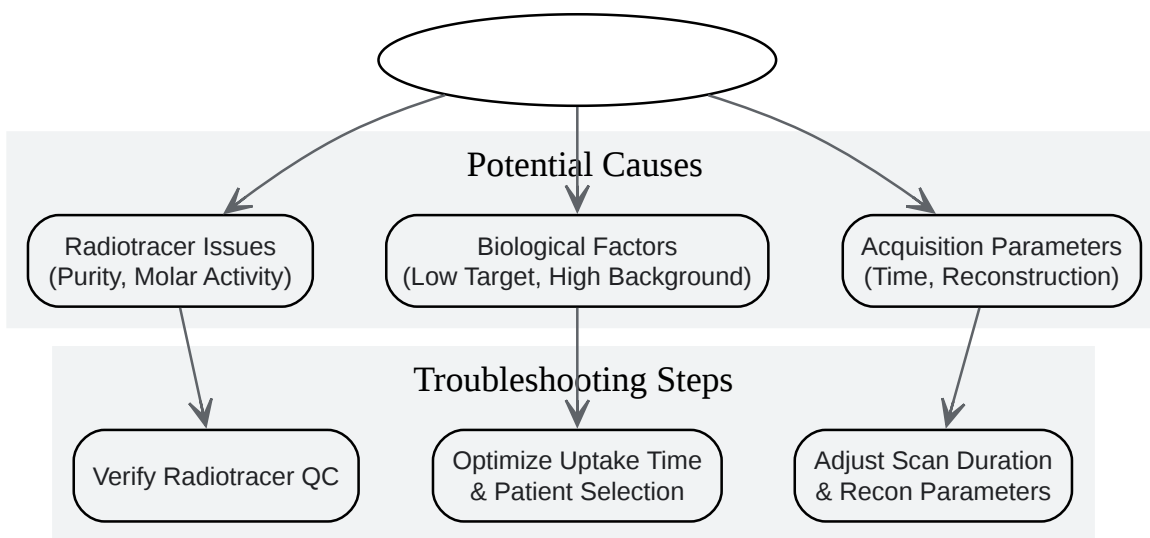 Potential Causes
Radiotracer Issues
(Purity, Molar Activity)
Biological Factors
(Low Target, High Background)
Acquisition Parameters
(Time, Reconstruction)
Troubleshooting Steps
Verify Radiotracer QC
Optimize Uptake Time
& Patient Selection
Adjust Scan Duration
& Recon Parameters